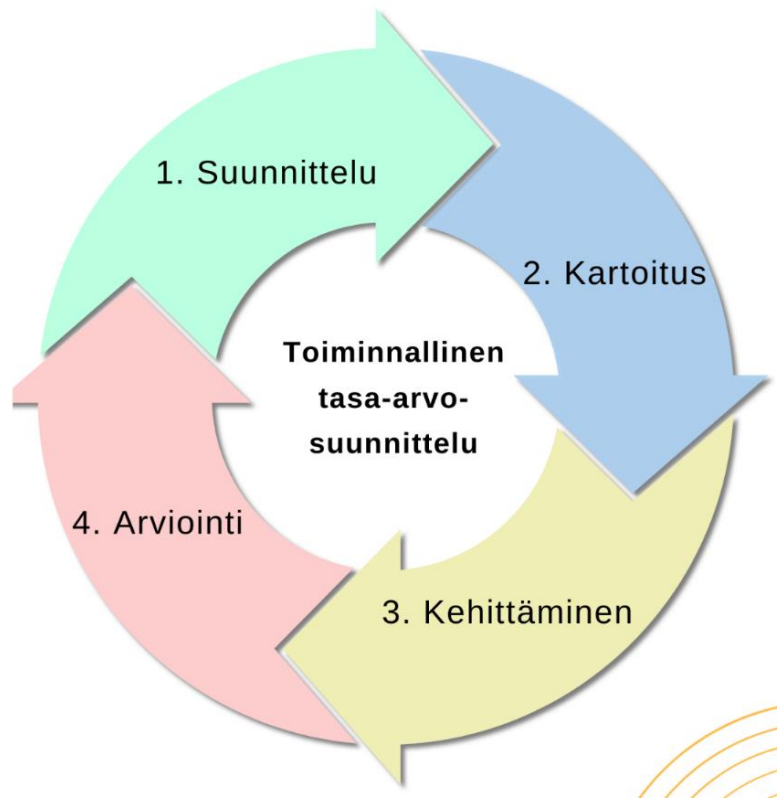 1. Suunnittelu
2. Kartoitus
Toiminnallinen
tasa-arvo-
suunnittelu
4. Arviointi
3. Kehittäminen